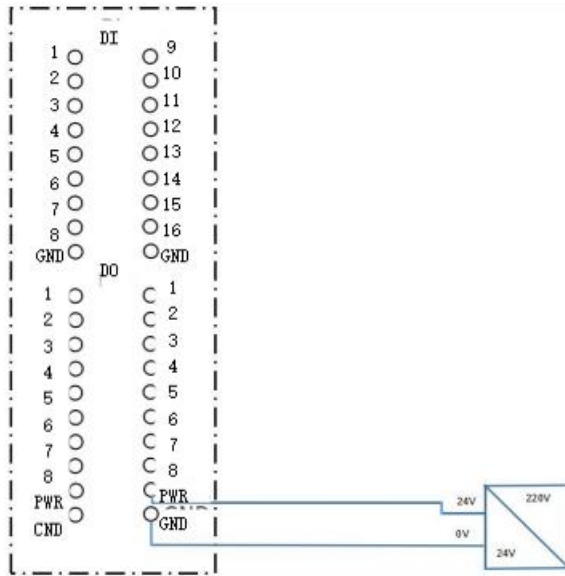 DI
1 9
2 10
3 11
4 12
5 13
6 14
7 15
8 16
GND GND
DO
1 1
2 2
3 3
4 4
5 5
6 6
7 7
8 8
PWR PWR
CND GND
24V 220V
0V
24V